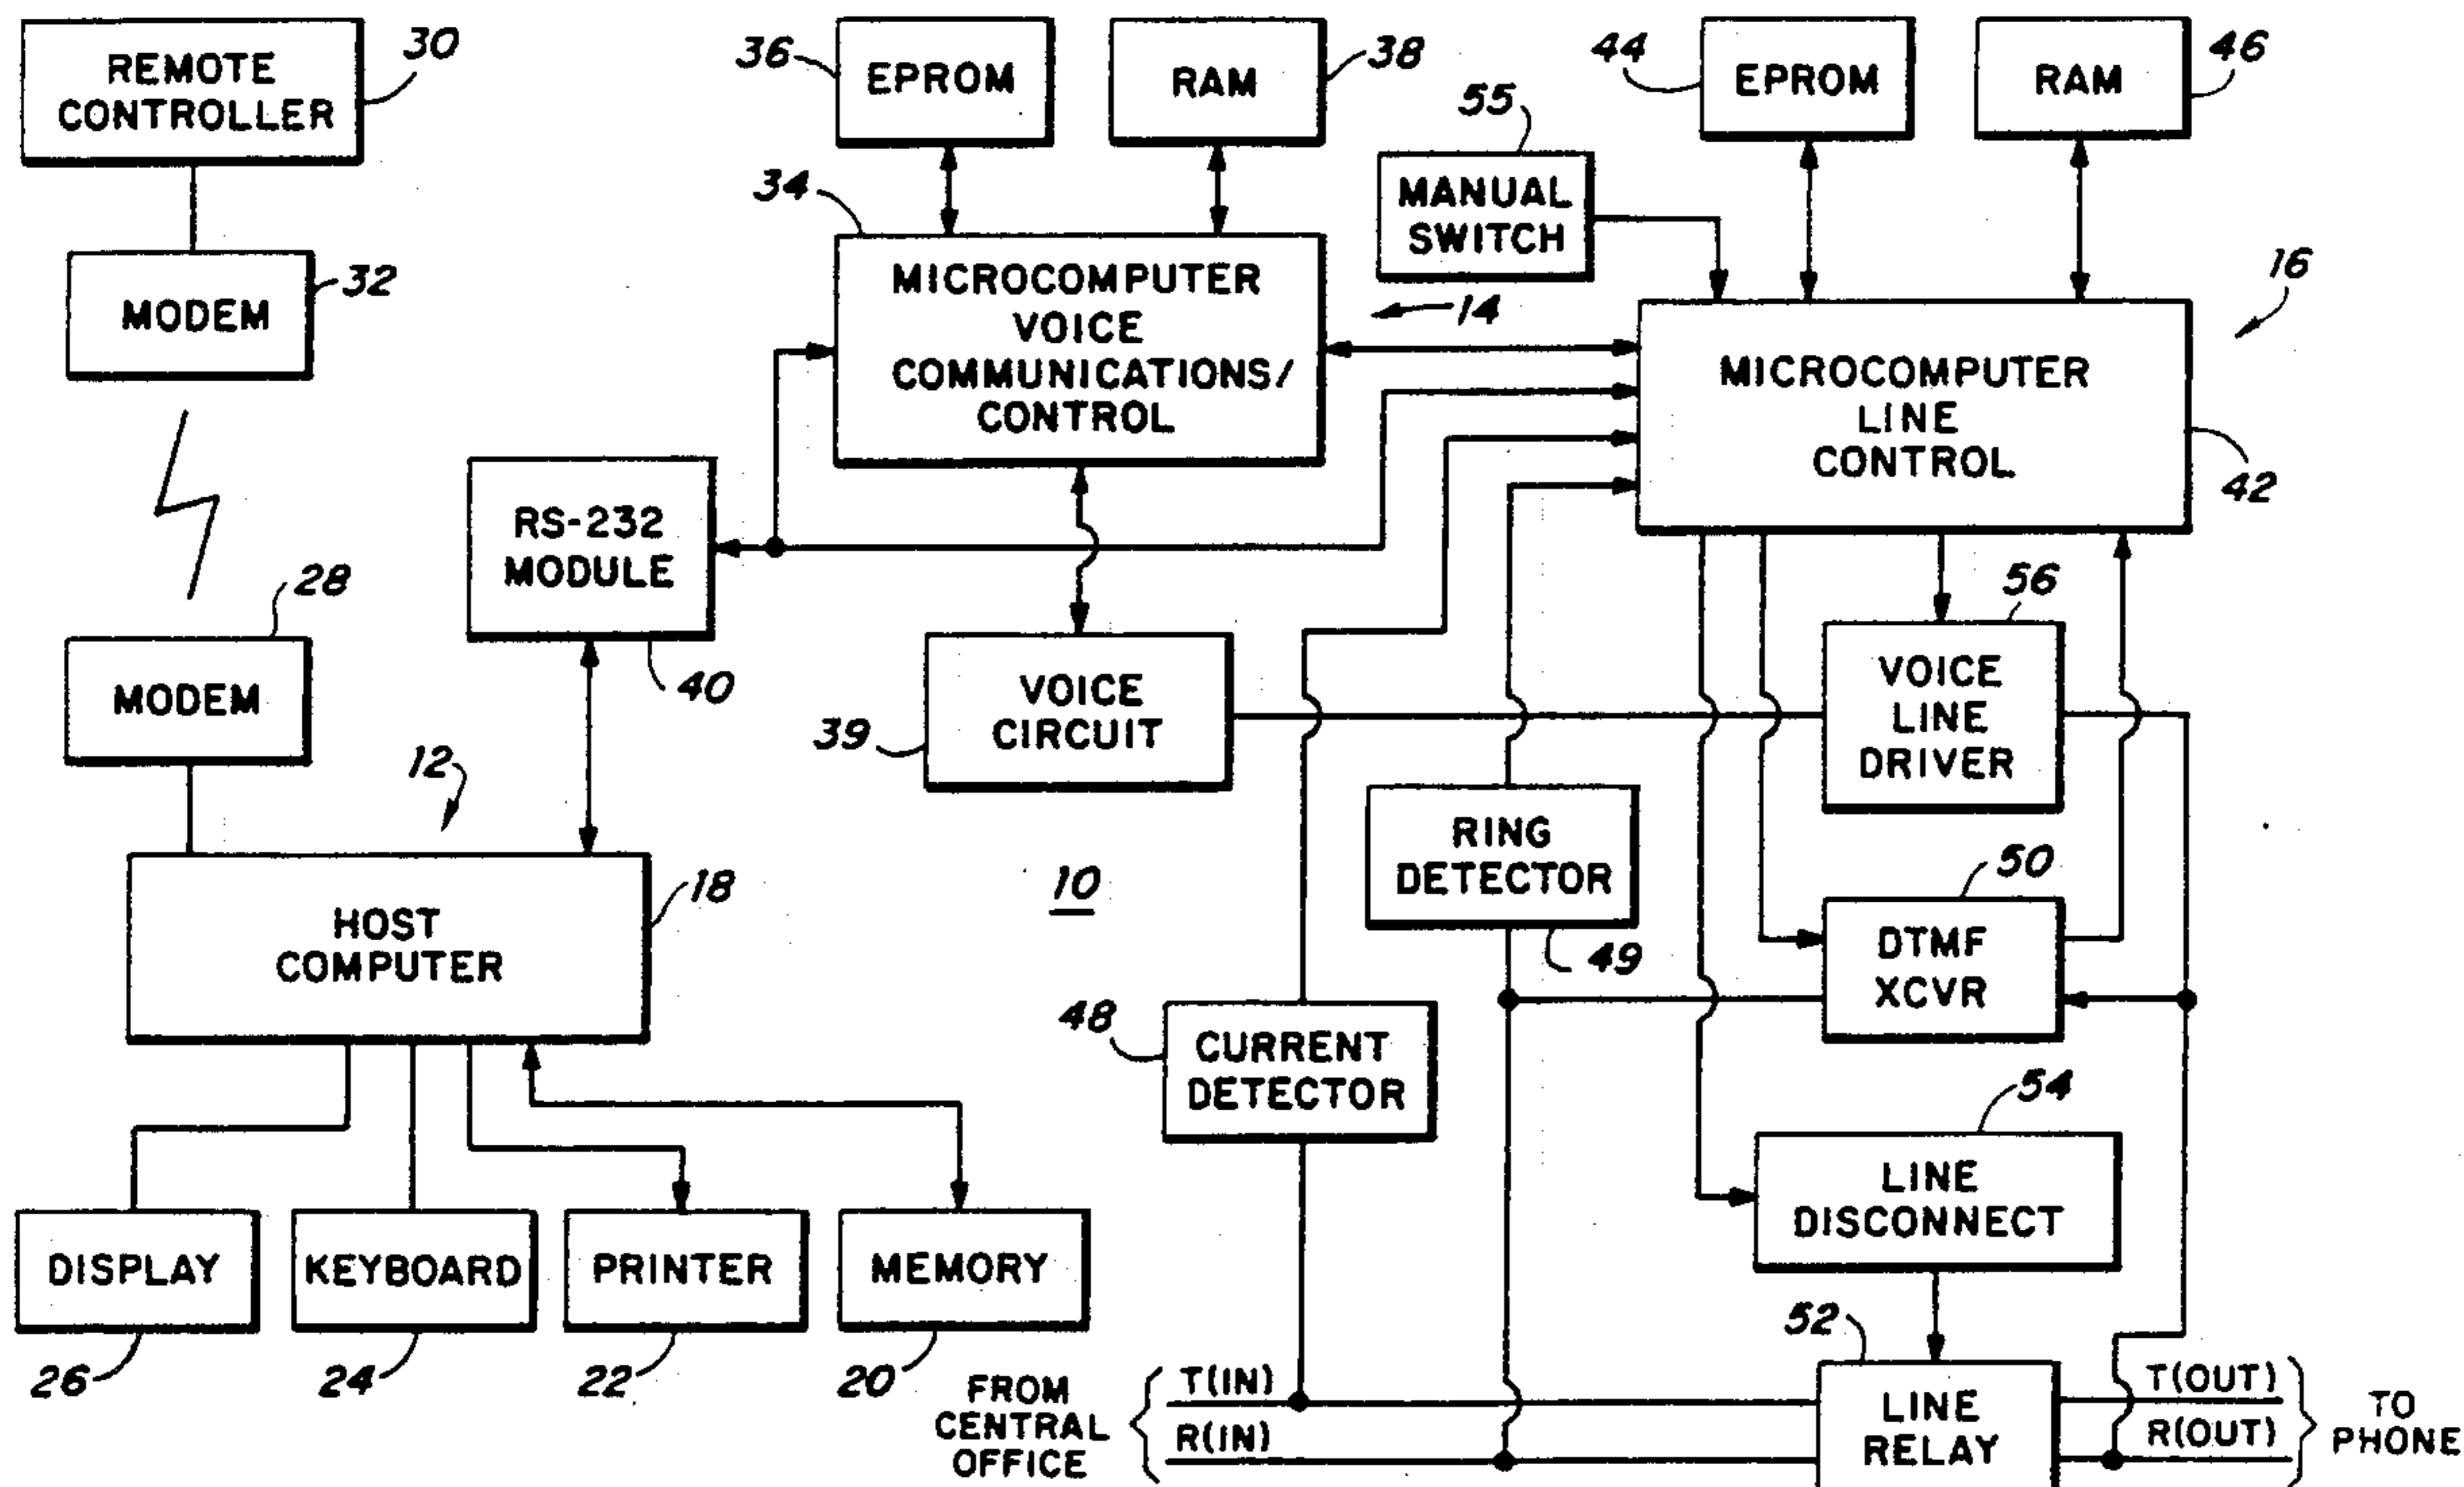 REMOTE
CONTROLLER
30
MODEM
32
28
MODEM
12
HOST
COMPUTER
18
DISPLAY
26
KEYBOARD
24
PRINTER
22
MEMORY
20
RS-232
MODULE
40
36
EPROM
RAM
38
34
MICROCOMPUTER
VOICE
COMMUNICATIONS/
CONTROL
14
39
VOICE
CIRCUIT
10
55
MANUAL
SWITCH
44
EPROM
RAM
46
16
MICROCOMPUTER
LINE
CONTROL
42
56
VOICE
LINE
DRIVER
RING
DETECTOR
49
50
DTMF
XCVR
48
CURRENT
DETECTOR
54
LINE
DISCONNECT
52
LINE
RELAY
FROM
CENTRAL
OFFICE
T(IN)
R(IN)
T(OUT)
R(OUT)
TO
PHONE